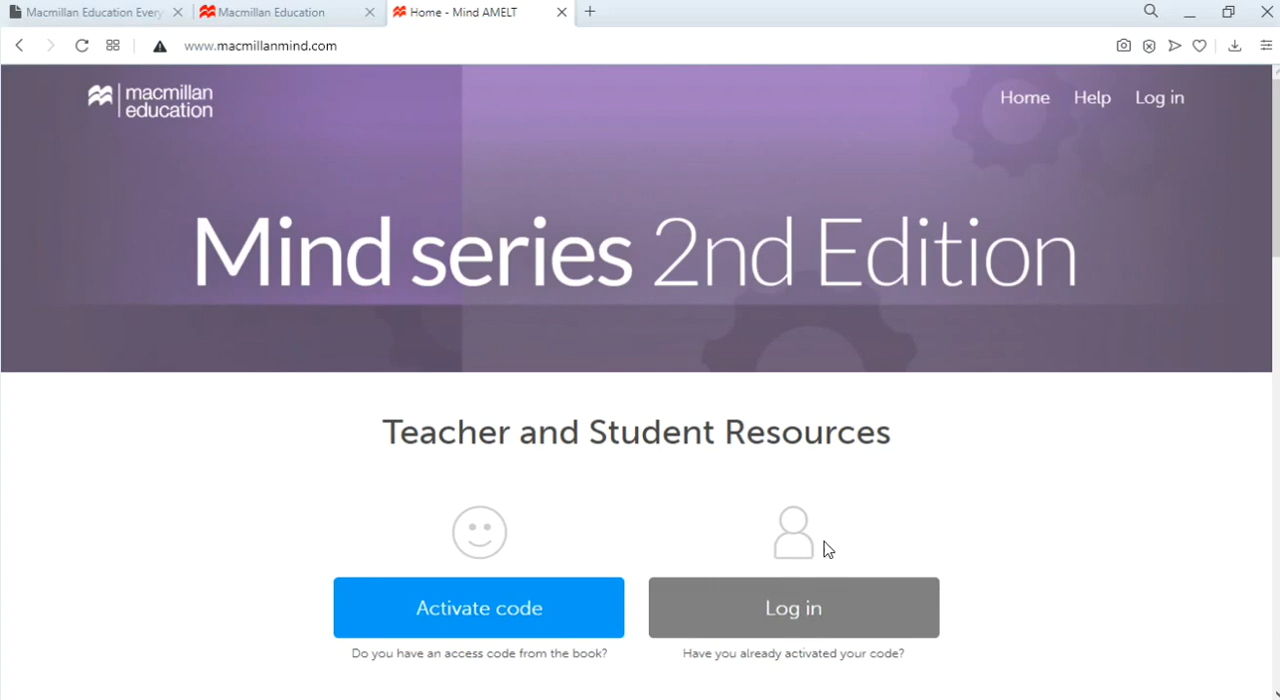 Macmillan Education Every
Macmillan Education
Home - Mind AMELT
www.macmillanmind.com
macmillan
education
Home Help Log in
Mind series 2nd Edition
Teacher and Student Resources
Activate code
Log in
Do you have an access code from the book?
Have you already activated your code?